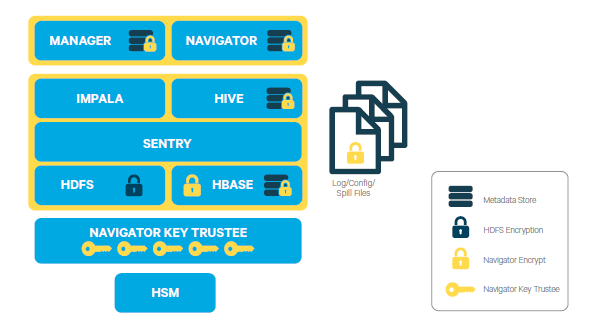 MANAGER
NAVIGATOR
IMPALA
HIVE
SENTRY
HDFS
HBASE
NAVIGATOR KEY TRUSTEE
HSM
Log/Config/
Spill Files
Metadata Store
HDFS Encryption
Navigator Encrypt
Navigator Key Trustee